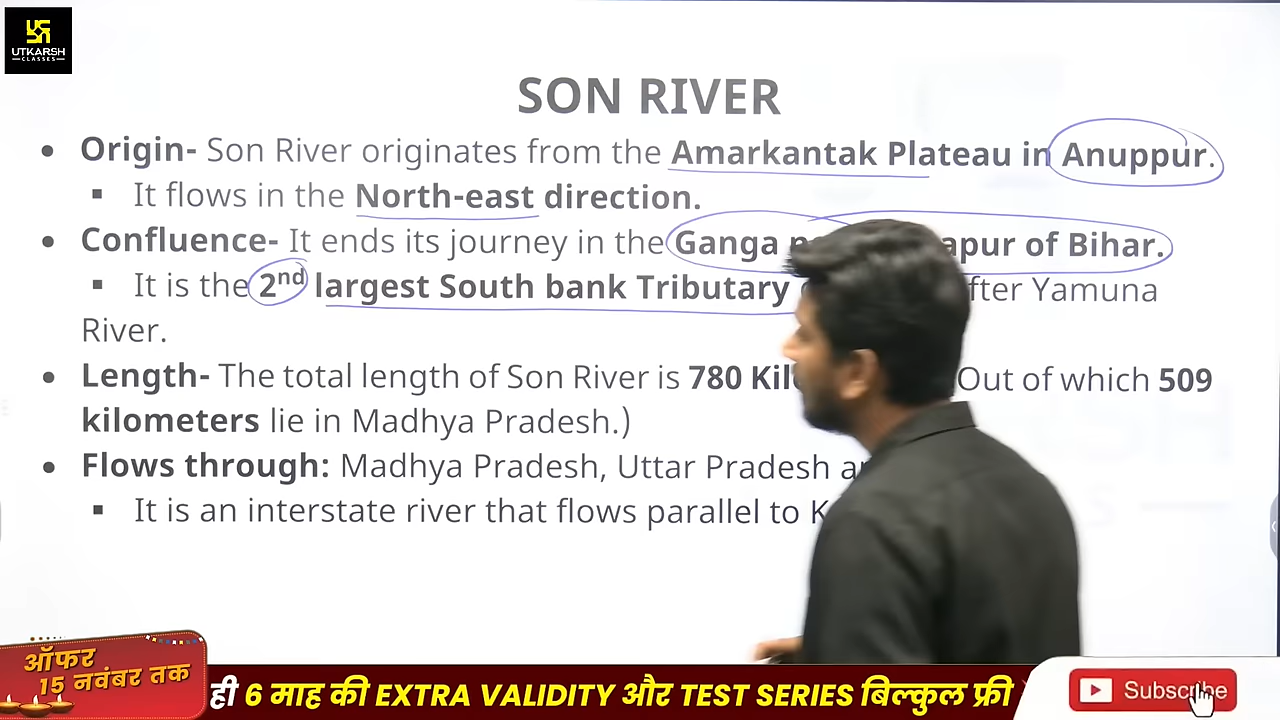 UTKARSH
CLASSES
SON RIVER
• Origin- Son River originates from the Amarkantak Plateau in Anuppur.
▪ It flows in the North-east direction.
• Confluence- It ends its journey in the Ganga apur of Bihar.
▪ It is the 2nd largest South bank Tributary fter Yamuna
River.
• Length- The total length of Son River is 780 Out of which 509
kilometers lie in Madhya Pradesh.)
• Flows through: Madhya Pradesh, Uttar Pradesh
▪ It is an interstate river that flows parallel to
ऑफर
15 नवंबर तक
ही 6 माह की EXTRA VALIDITY और TEST SERIES बिल्कुल फ्री
Subscribe